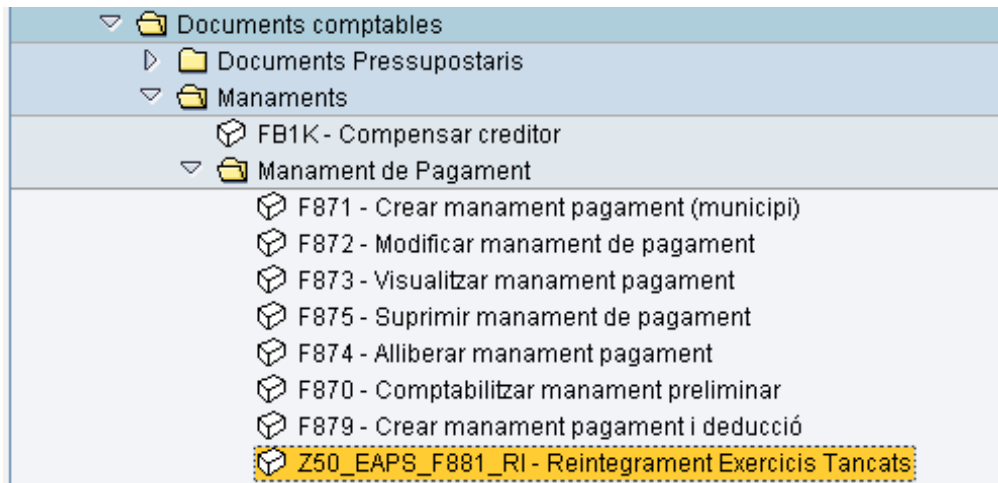 Documents comptables
Documents Pressupostaris
Manaments
FB1K - Compensar creditor
Manament de Pagament
F871 - Crear manament pagament (municipi)
F872 - Modificar manament de pagament
F873 - Visualitzar manament pagament
F875 - Suprimir manament de pagament
F874 - Alliberar manament pagament
F870 - Comptabilitzar manament preliminar
F879 - Crear manament pagament i deducció
Z50_EAPS_F881_RI - Reintegrament Exercicis Tancats